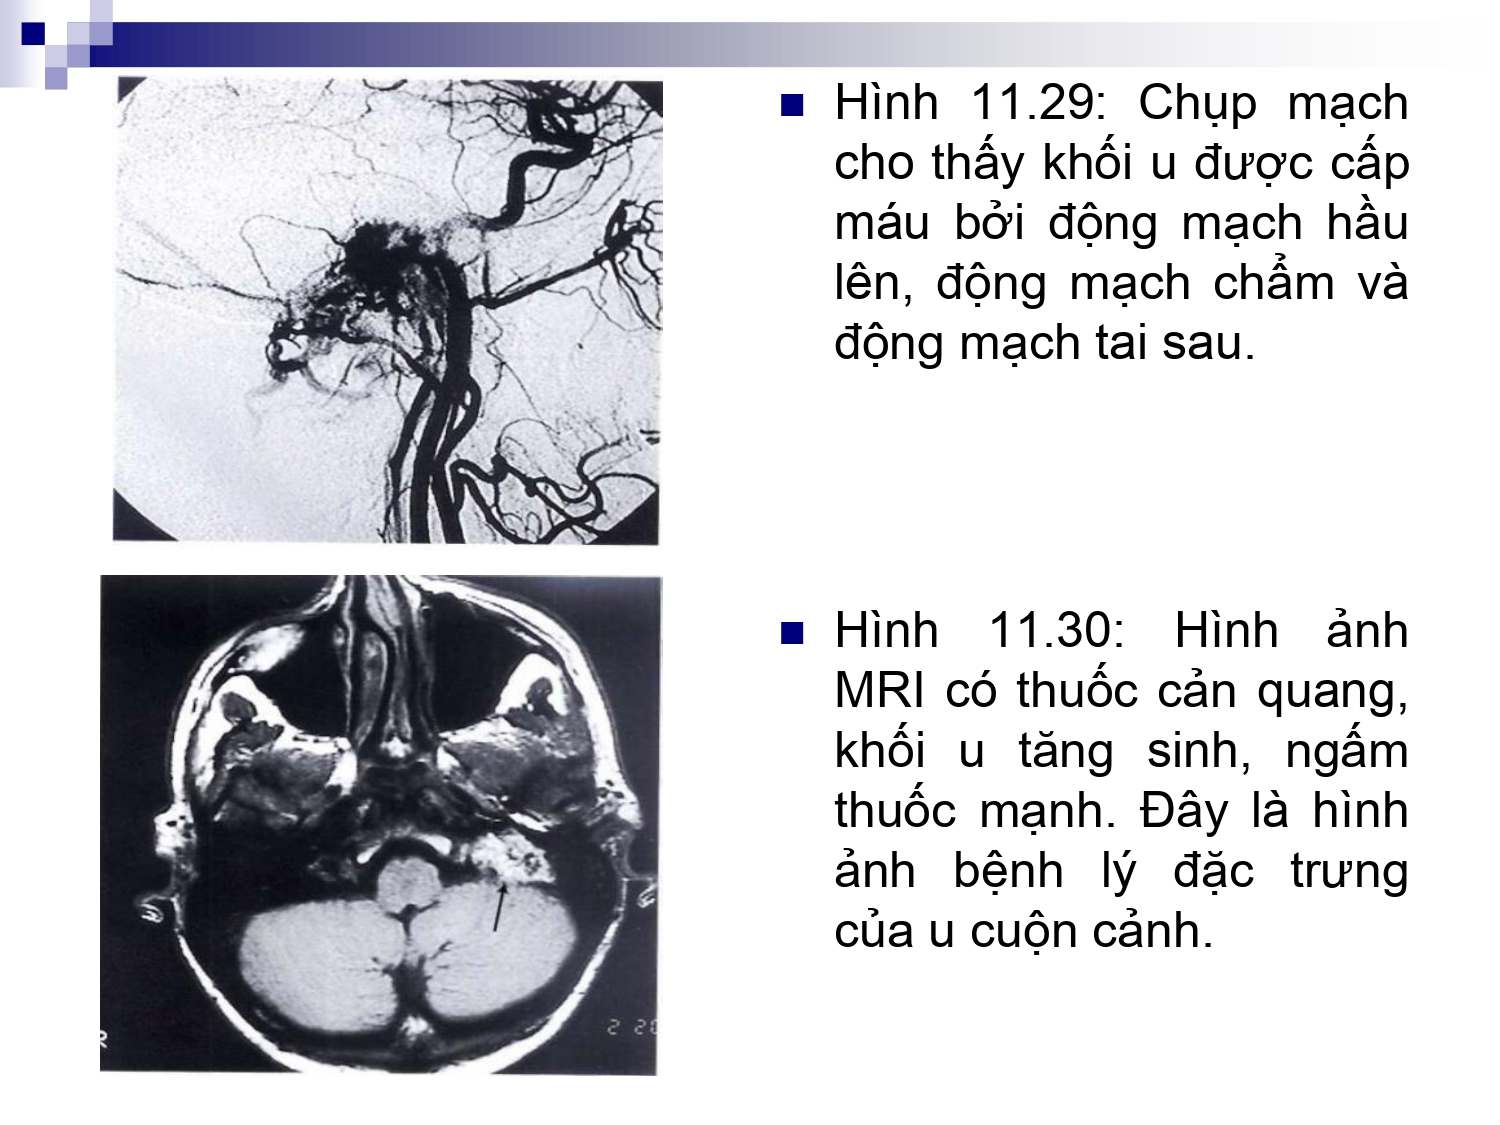 Hình 11.29: Chụp mạch
cho thấy khối u được cấp
máu bởi động mạch hầu
lên, động mạch chẩm và
động mạch tai sau.
Hình 11.30: Hình ảnh
MRI có thuốc cản quang,
khối u tăng sinh, ngấm
thuốc mạnh. Đây là hình
ảnh bệnh lý đặc trưng
của u cuộn cảnh.
R
2 20